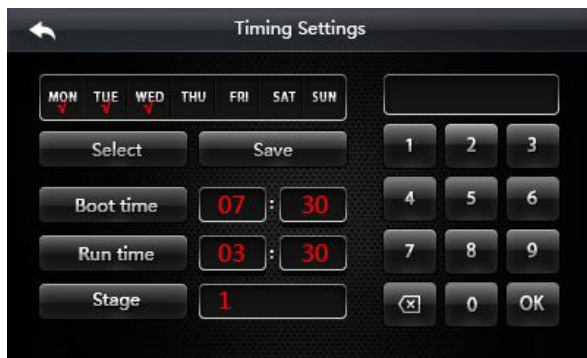 Timing Settings
MON TUE WED THU FRI SAT SUN
Select Save
Boot time 07 : 30
Run time 03 : 30
Stage 1
1 2 3
4 5 6
7 8 9
0 OK